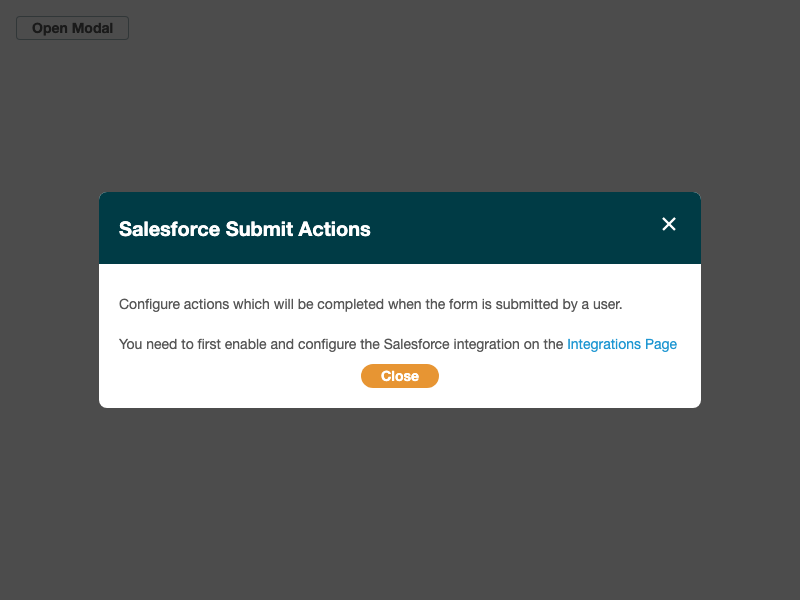 Open Modal
Salesforce Submit Actions
Configure actions which will be completed when the form is submitted by a user.
You need to first enable and configure the Salesforce integration on the Integrations Page
Close